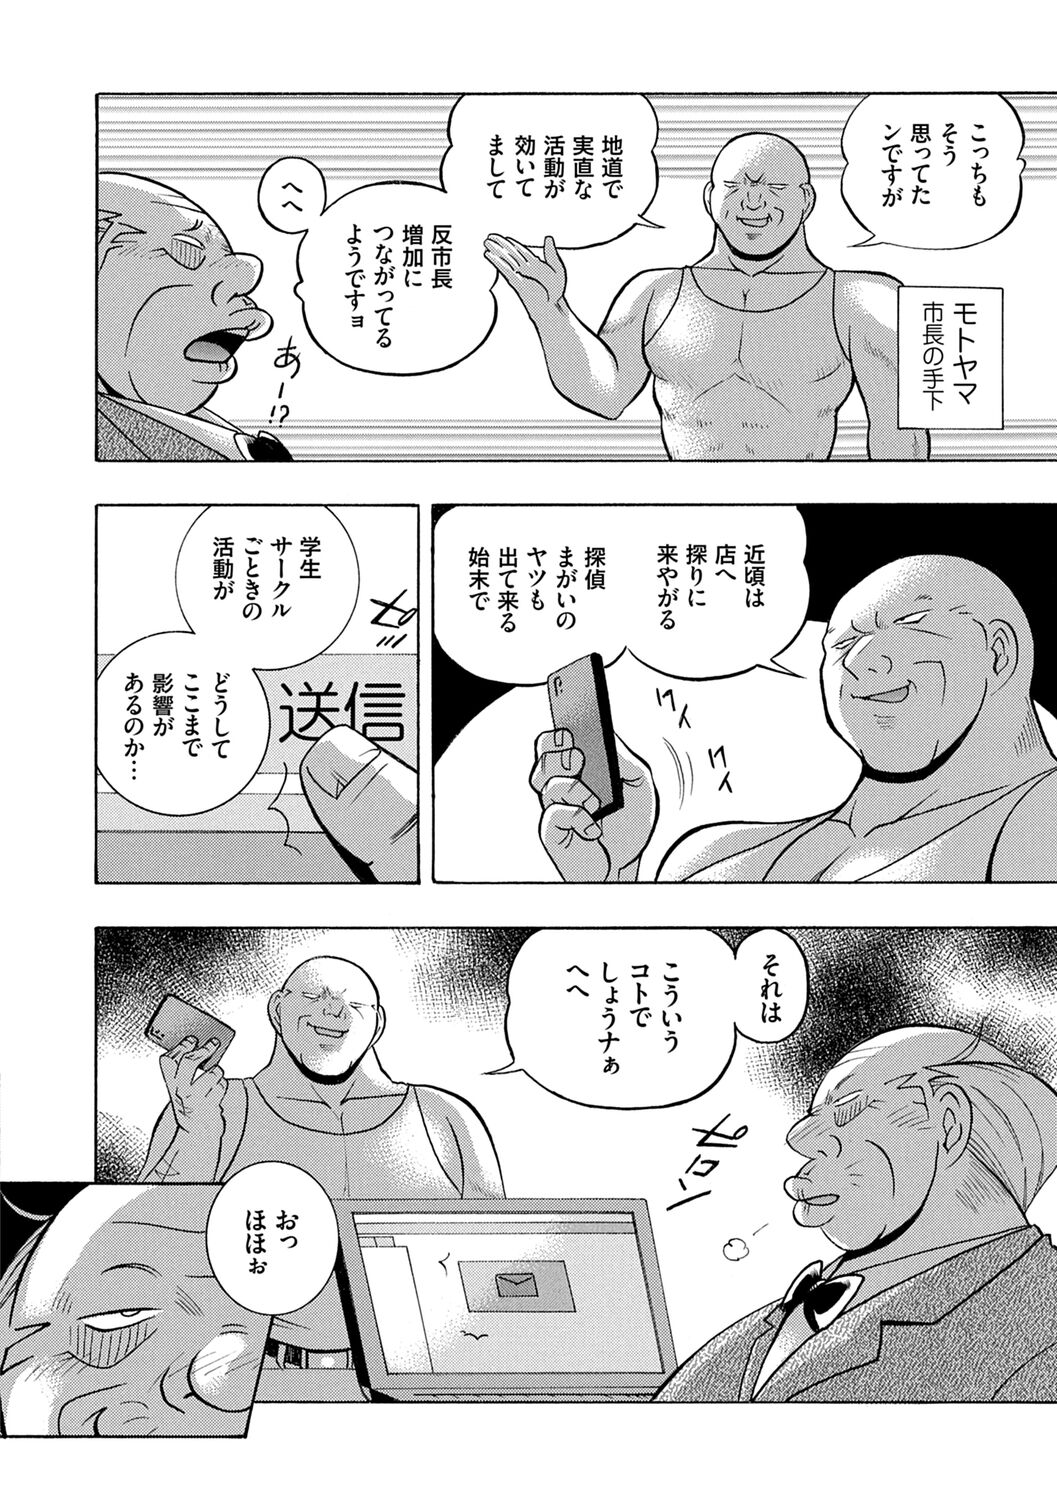 こっちも
そう
思ってた
ンですが
モトヤマ
市長の手下
地道で
実直な
活動が
効いて
まして
反市長
増加に
つながってる
ようですョ
へへ
あー!?
近頃は
店へ
探りに
来やがる
探偵
まがいの
ヤツも
出て来る
始末で
クイ
クイ
学生
サークル
ごときの
活動が
どうして
ここまで
影響が
あるのか…
送信
ピッ
それは
こういう
コトで
しょうナぁ
へへ
ピロンッ
おっ
ほほぉ